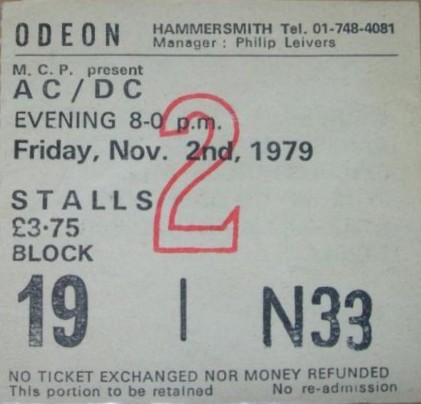 ODEON HAMMERSMITH Tel. 01-748-4081
Manager : Philip Leivers
M. C. P. present
AC/DC
EVENING 8-0 p.m.
Friday, Nov. 2nd, 1979
2
STALLS
£3·75
BLOCK
19 | N33
NO TICKET EXCHANGED NOR MONEY REFUNDED
This portion to be retained No re-admission